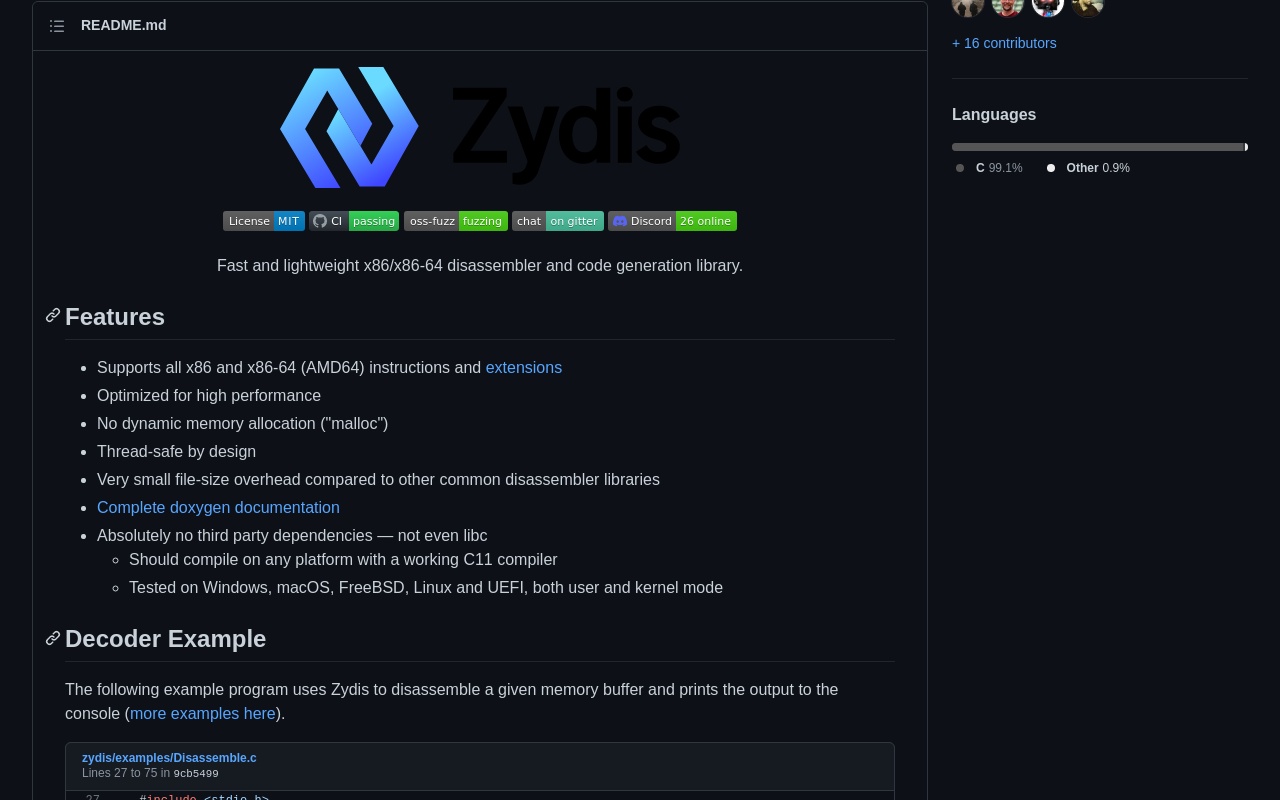 README.md
+ 16 contributors
Zydis
Languages
C 99.1% Other 0.9%
License MIT CI passing oss-fuzz fuzzing chat on gitter Discord 26 online
Fast and lightweight x86/x86-64 disassembler and code generation library.
Features
Supports all x86 and x86-64 (AMD64) instructions and extensions
Optimized for high performance
No dynamic memory allocation ("malloc")
Thread-safe by design
Very small file-size overhead compared to other common disassembler libraries
Complete doxygen documentation
Absolutely no third party dependencies — not even libc
Should compile on any platform with a working C11 compiler
Tested on Windows, macOS, FreeBSD, Linux and UEFI, both user and kernel mode
Decoder Example
The following example program uses Zydis to disassemble a given memory buffer and prints the output to the
console (more examples here).
zydis/examples/Disassemble.c
Lines 27 to 75 in 9cb5499
27 #include <stdio.h>